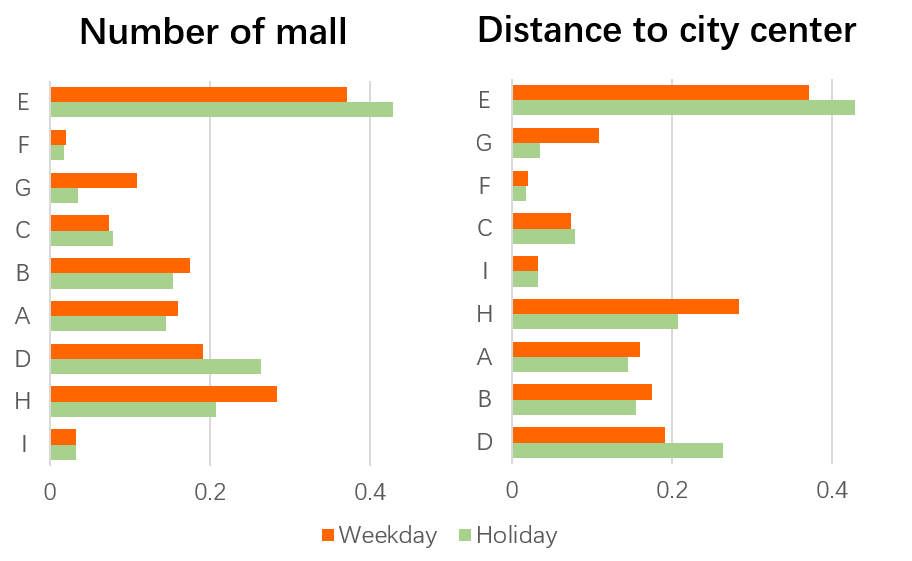 Number of mall
E
F
G
C
B
A
D
H
I
0 0.2 0.4
Distance to city center
E
G
F
C
I
H
A
B
D
0 0.2 0.4
Weekday Holiday